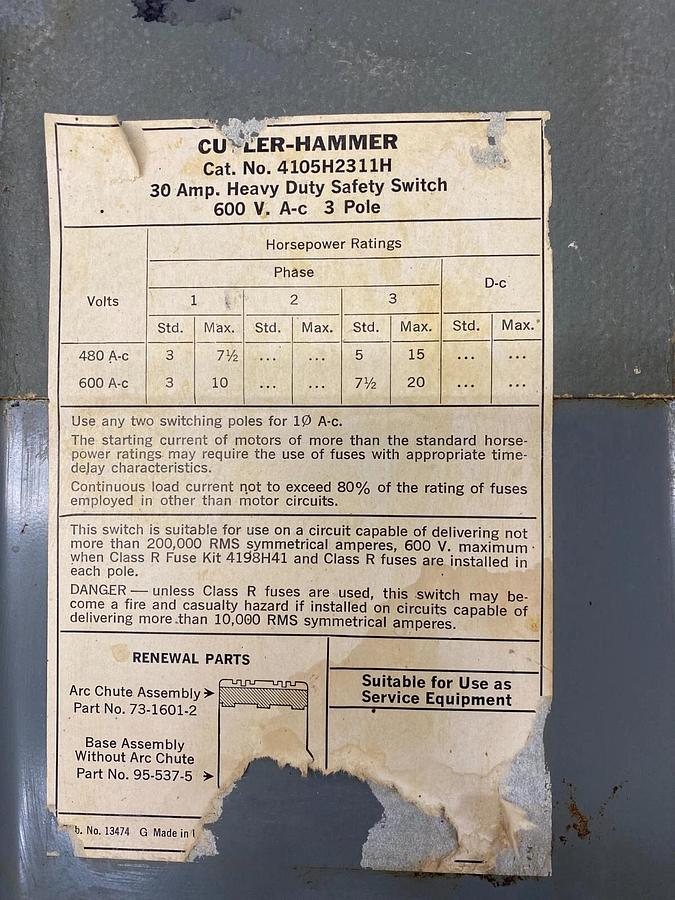 CU LER-HAMMER
Cat. No. 4105H2311H
30 Amp. Heavy Duty Safety Switch
600 V. A-c 3 Pole
Horsepower Ratings
Volts Phase D-c
1 2 3
Std. Max. Std. Max. Std. Max. Std. Max.
480 A-c 3 7½ ... ... 5 15 ... ...
600 A-c 3 10 ... ... 7½ 20 ... ...
Use any two switching poles for 1Ø A-c.
The starting current of motors of more than the standard horse-
power ratings may require the use of fuses with appropriate time-
delay characteristics.
Continuous load current not to exceed 80% of the rating of fuses
employed in other than motor circuits.
This switch is suitable for use on a circuit capable of delivering not
more than 200,000 RMS symmetrical amperes, 600 V. maximum
when Class R Fuse Kit 4198H41 and Class R fuses are installed in
each pole.
DANGER — unless Class R fuses are used, this switch may be-
come a fire and casualty hazard if installed on circuits capable of
delivering more than 10,000 RMS symmetrical amperes.
RENEWAL PARTS
Arc Chute Assembly
Part No. 73-1601-2
Base Assembly
Without Arc Chute
Part No. 95-537-5
Suitable for Use as
Service Equipment
b. No. 13474 G Made in